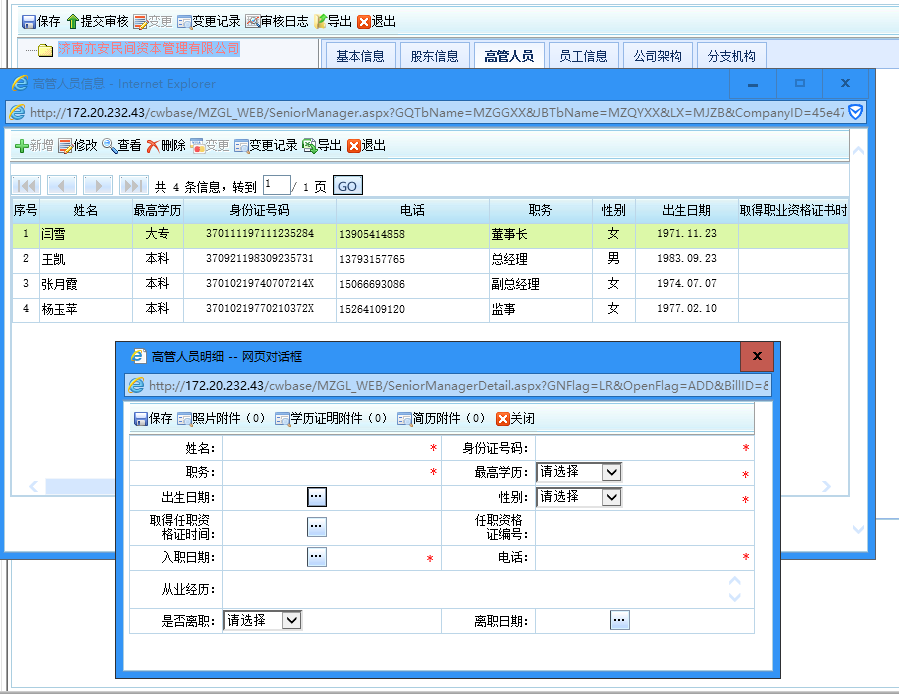 保存 提交审核 变更 变更记录 审核日志 导出 退出
济南亦安民间资本管理有限公司
基本信息 股东信息 高管人员 员工信息 公司架构 分支机构
高管人员信息 - Internet Explorer
http://172.20.232.43/cwbase/MZGL_WEB/SeniorManager.aspx?GQTbName=MZGGXX&JBTbName=MZQYXX&LX=MJZB&CompanyID=45e47
新增 修改 查看 删除 变更 变更记录 导出 退出
共 4 条信息，转到 1 / 1 页 GO
序号 姓名 最高学历 身份证号码 电话 职务 性别 出生日期 取得职业资格证书时
1 闫雪 大专 370111197111235284 13905414858 董事长 女 1971.11.23
2 王凯 本科 370921198309235731 13793157765 总经理 男 1983.09.23
3 张月霞 本科 37010219740707214X 15066693086 副总经理 女 1974.07.07
4 杨玉苹 本科 37010219770210372X 15264109120 监事 女 1977.02.10
高管人员明细 -- 网页对话框
http://172.20.232.43/cwbase/MZGL_WEB/SeniorManagerDetail.aspx?GNFlag=LR&OpenFlag=ADD&BillID=&
保存 照片附件（0） 学历证明附件（0） 简历附件（0） 关闭
姓名： * 身份证号码： *
职务： * 最高学历： 请选择 *
出生日期： ... 性别： 请选择 *
取得任职资
格证时间： ...
任职资格
证编号：
入职日期： ... * 电话： *
从业经历：
是否离职： 请选择 离职日期： ...